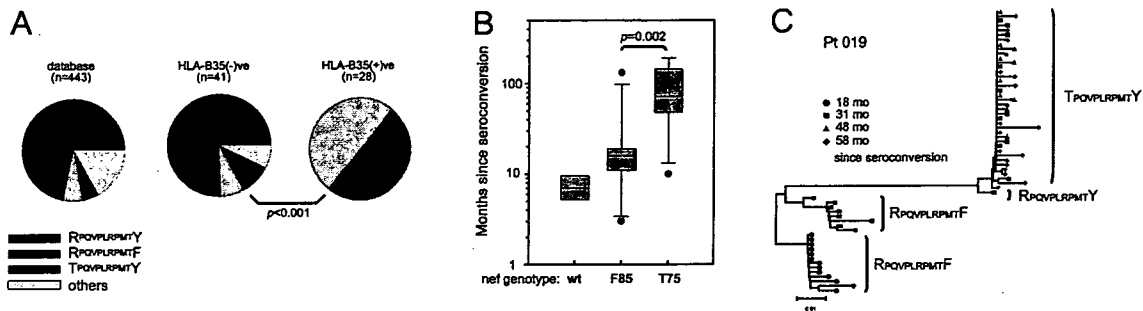 A
database
(n=443)
HLA-B35(-)ve
(n=41)
HLA-B35(+)ve
(n=28)
p<0.001
RPQVPLRPMTY
RPQVPLRPMTF
TPQVPLRPMTY
others
B
p=0.002
Months since seroconversion
100
10
1
nef genotype: wt F85 T75
C
Pt 019
18 mo
31 mo
48 mo
58 mo
since seroconversion
TPQVPLRPMTY
RPQVPLRPMTY
RPQVPLRPMTF
RPQVPLRPMTF